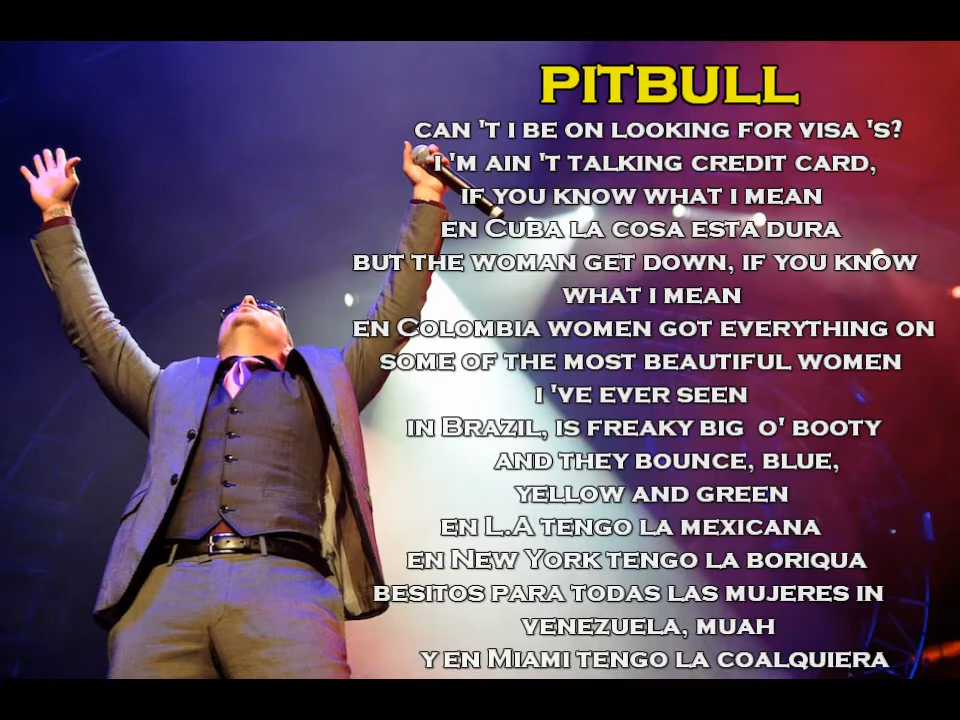 PITBULL
CAN 'T I BE ON LOOKING FOR VISA 'S?
I 'M AIN 'T TALKING CREDIT CARD,
IF YOU KNOW WHAT I MEAN
EN CUBA LA COSA ESTA DURA
BUT THE WOMAN GET DOWN, IF YOU KNOW
WHAT I MEAN
EN COLOMBIA WOMEN GOT EVERYTHING ON
SOME OF THE MOST BEAUTIFUL WOMEN
I 'VE EVER SEEN
IN BRAZIL, IS FREAKY BIG O' BOOTY
AND THEY BOUNCE, BLUE,
YELLOW AND GREEN
EN L.A TENGO LA MEXICANA
EN NEW YORK TENGO LA BORIQUA
BESITOS PARA TODAS LAS MUJERES IN
VENEZUELA, MUAH
Y EN MIAMI TENGO LA COALQUIERA